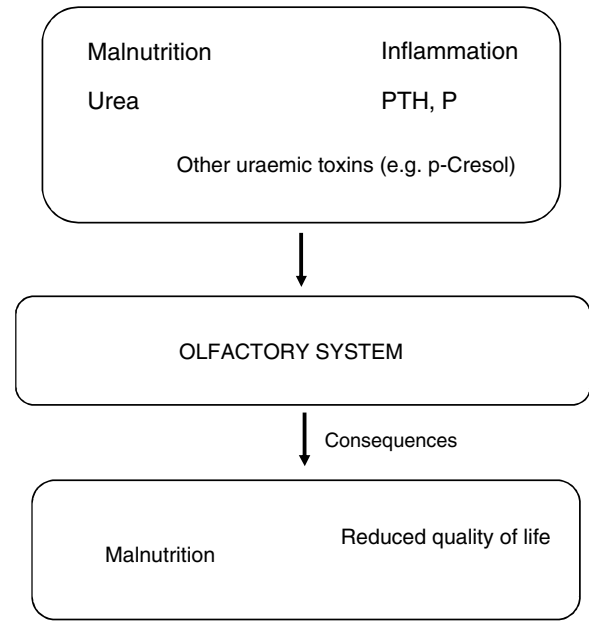 Malnutrition Inflammation
Urea PTH, P
Other uraemic toxins (e.g. p-Cresol)
OLFACTORY SYSTEM
Consequences
Reduced quality of life
Malnutrition